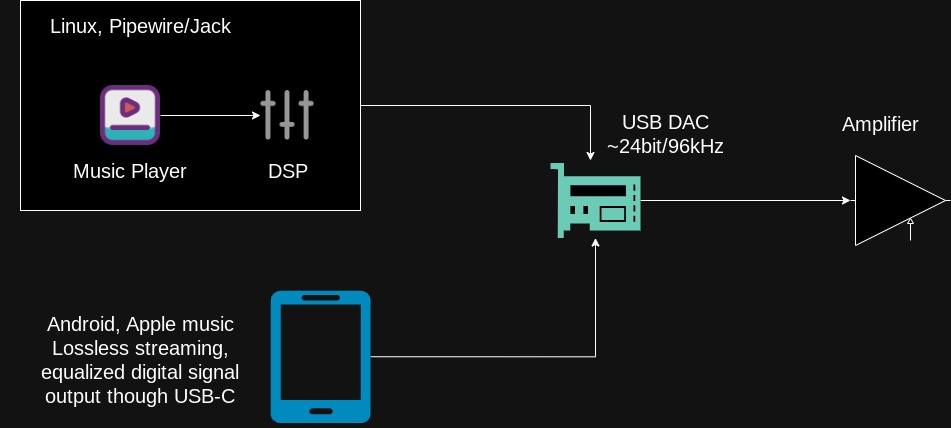 Linux, Pipewire/Jack
Music Player
DSP
USB DAC
~24bit/96kHz
Amplifier
Android, Apple music
Lossless streaming,
equalized digital signal
output though USB-C